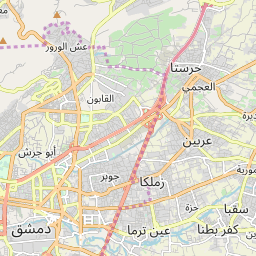 عش الورور
حرستا
العجمي
القابون
عربين
أبو جرش
جوبر
زملكا
حزة
سقبا
دمشق
عين ترما
كفر بطنا